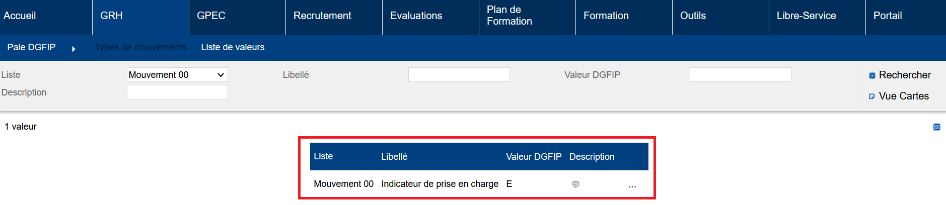 Accueil GRH GPEC Recrutement Evaluations Plan de Formation Formation Outils Libre-Service Portail
Paie DGFIP Types de mouvements Liste de valeurs
Liste Mouvement 00 Libellé Valeur DGFIP Rechercher
Description Vue Cartes
1 valeur
Liste Libellé Valeur DGFIP Description
Mouvement 00 Indicateur de prise en charge E ...